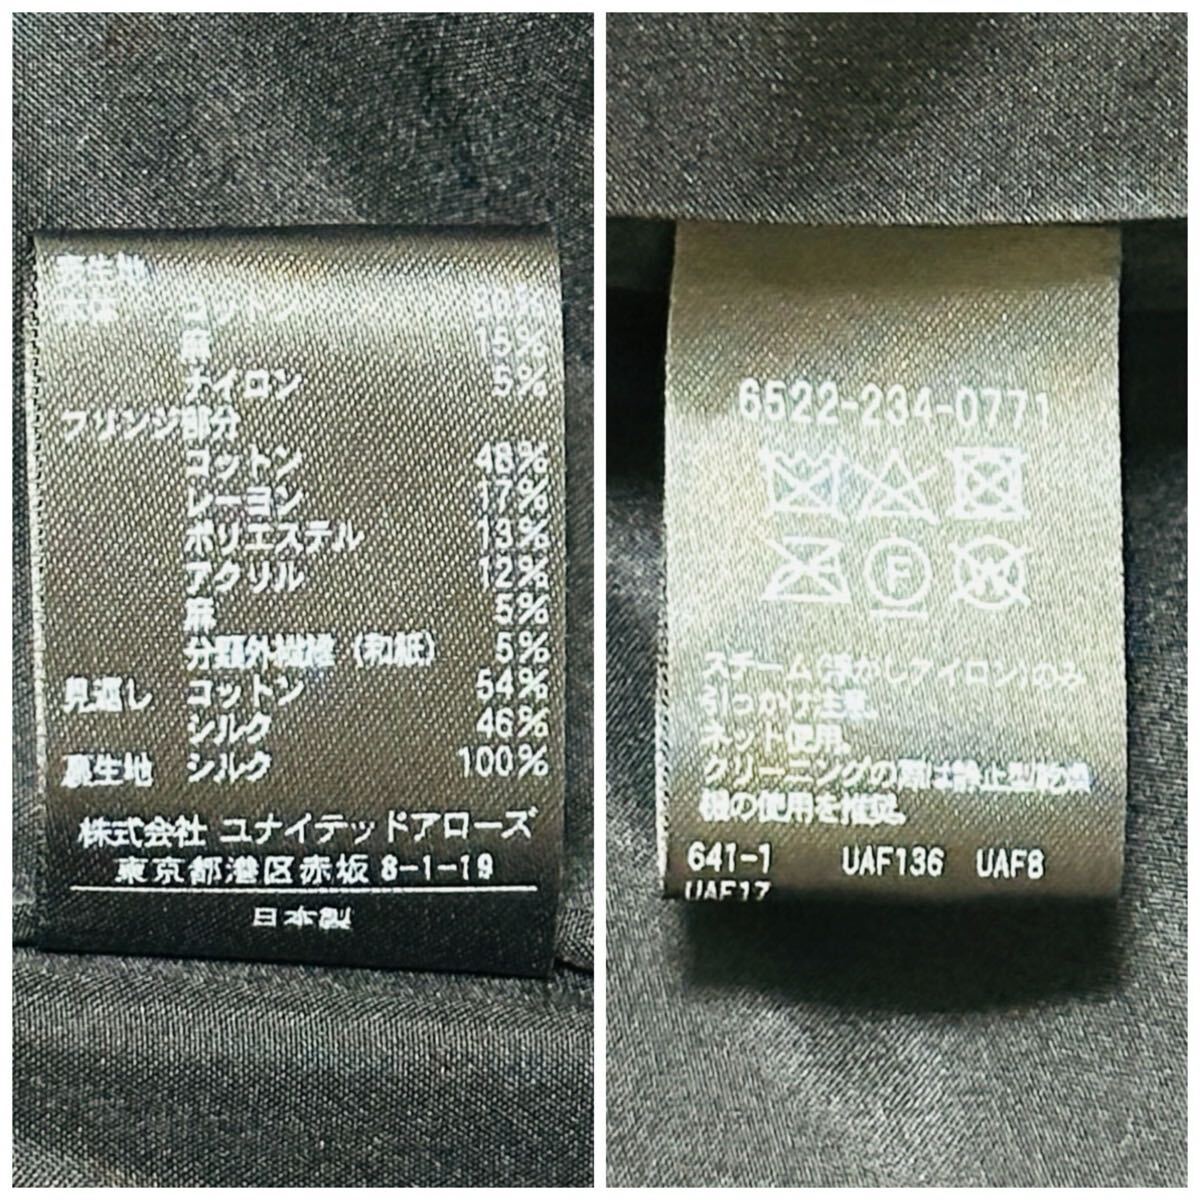 表生地
本体 コットン 80%
麻 15%
ナイロン 5%
フリンジ部分
コットン 48%
レーヨン 17%
ポリエステル 13%
アクリル 12%
麻 5%
分類外繊維(和紙) 5%
見返し コットン 54%
シルク 46%
裏生地 シルク 100%
株式会社 ユナイテッドアローズ
東京都港区赤坂 8-1-19
日本製
6522-234-0771
F
W
スチーム(浮かしアイロン)のみ
引っかけ注意。
ネット使用。
クリーニングの際は静止型乾燥
機の使用を推奨。
641-1 UAF136 UAF8
UAF17